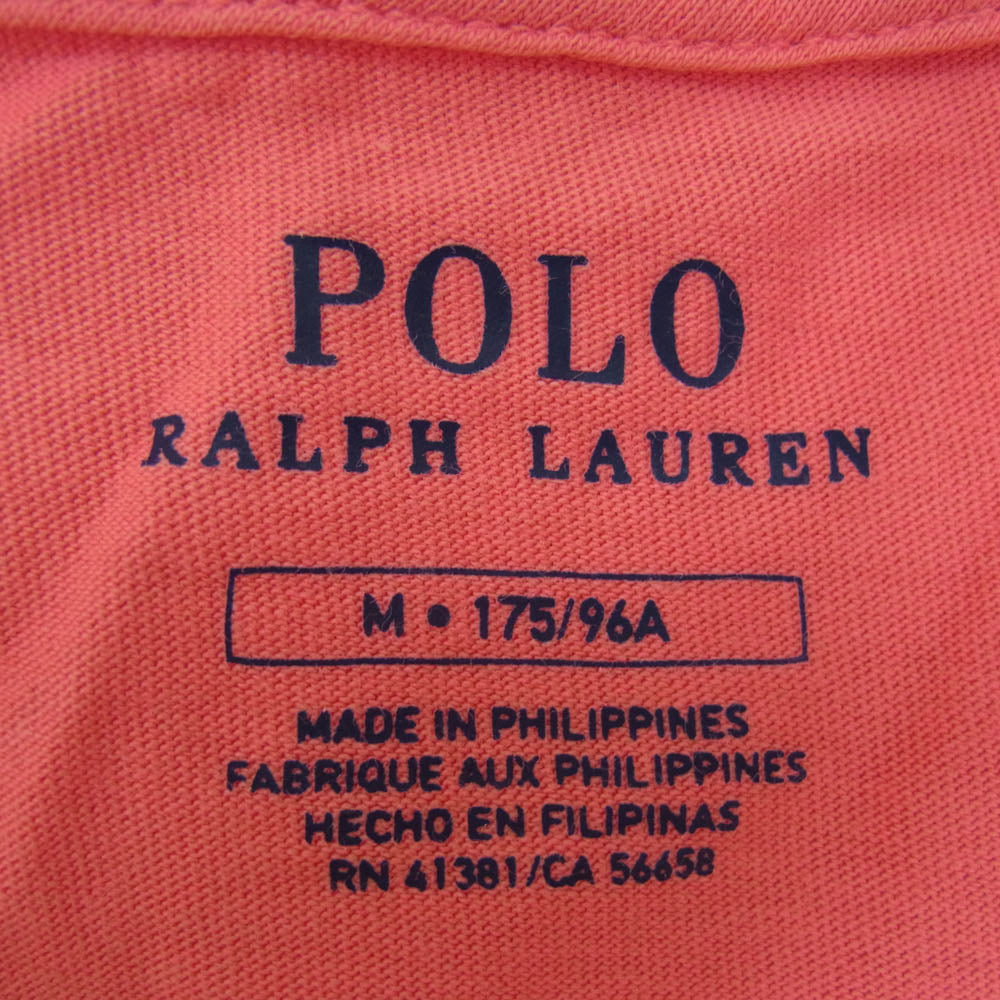 POLO
RALPH LAUREN
M • 175/96A
MADE IN PHILIPPINES
FABRIQUE AUX PHILIPPINES
HECHO EN FILIPINAS
RN 41381/CA 56658